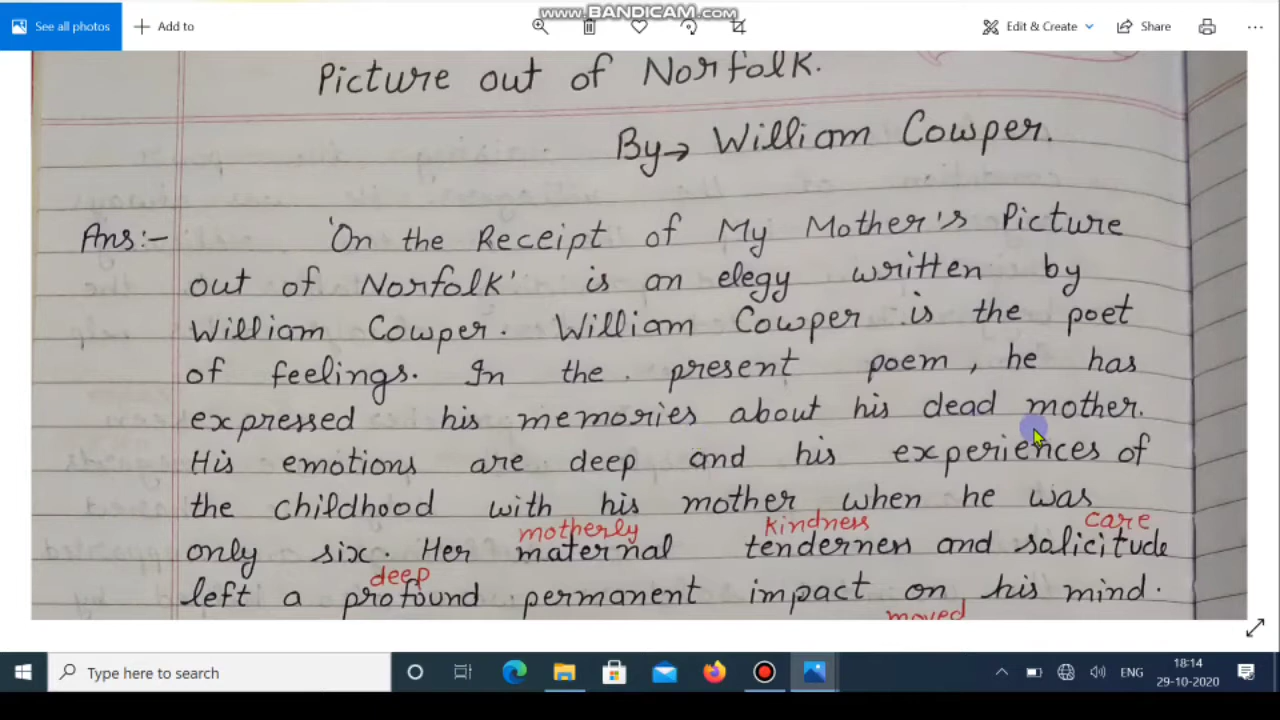 www.BANDICAM.com
See all photos
Add to
Edit & Create
Share
Picture out of Norfolk.
By→ William Cowper.
Ans:- 'On the Receipt of My Mother's Picture
out of Norfolk' is an elegy written by
William Cowper. William Cowper is the poet
of feelings. In the present poem, he has
expressed his memories about his dead mother.
His emotions are deep and his experiences of
the childhood with his mother when he was
motherly kindness care
only six. Her maternal tenderness and solicitude
deep
left a profound permanent impact on his mind.
moved
Type here to search
ENG
18:14
29-10-2020